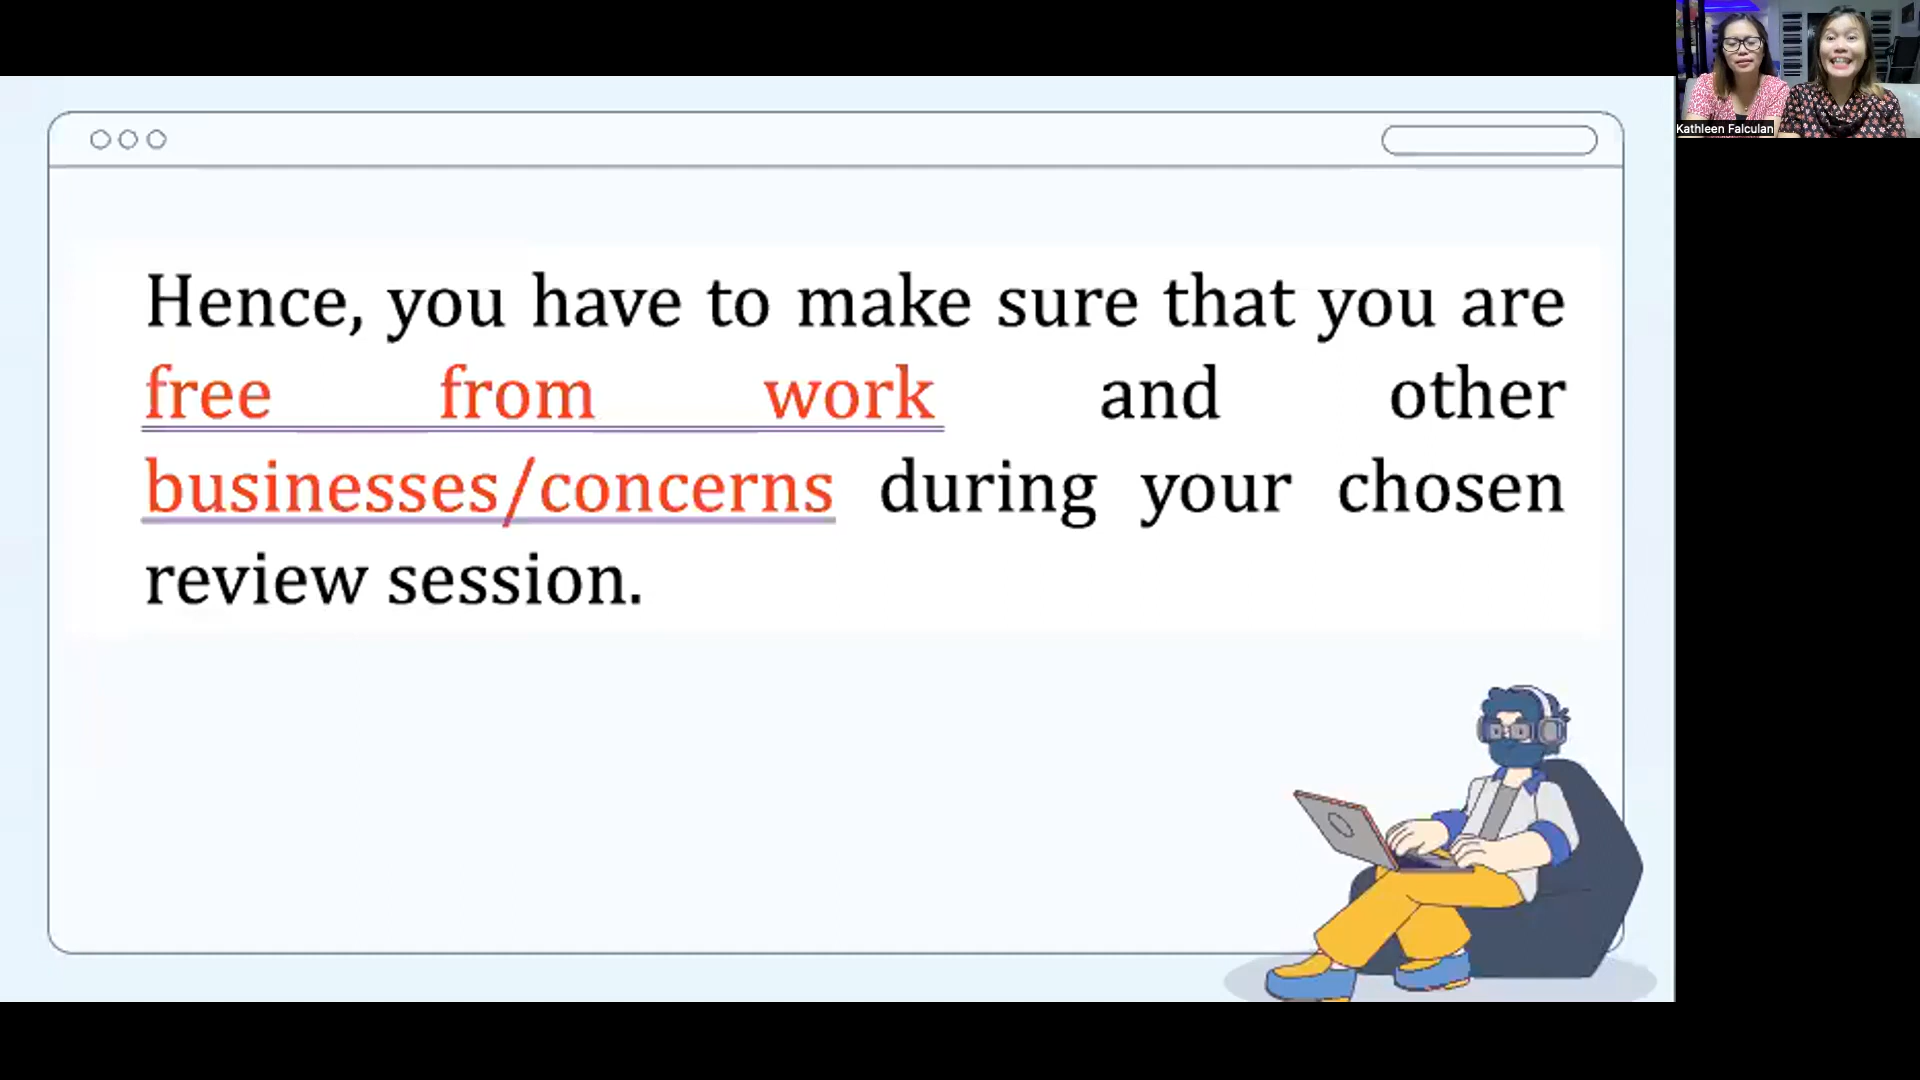 Hence, you have to make sure that you are
free from work and other
businesses/concerns during your chosen
review session.
Kathleen Falculan